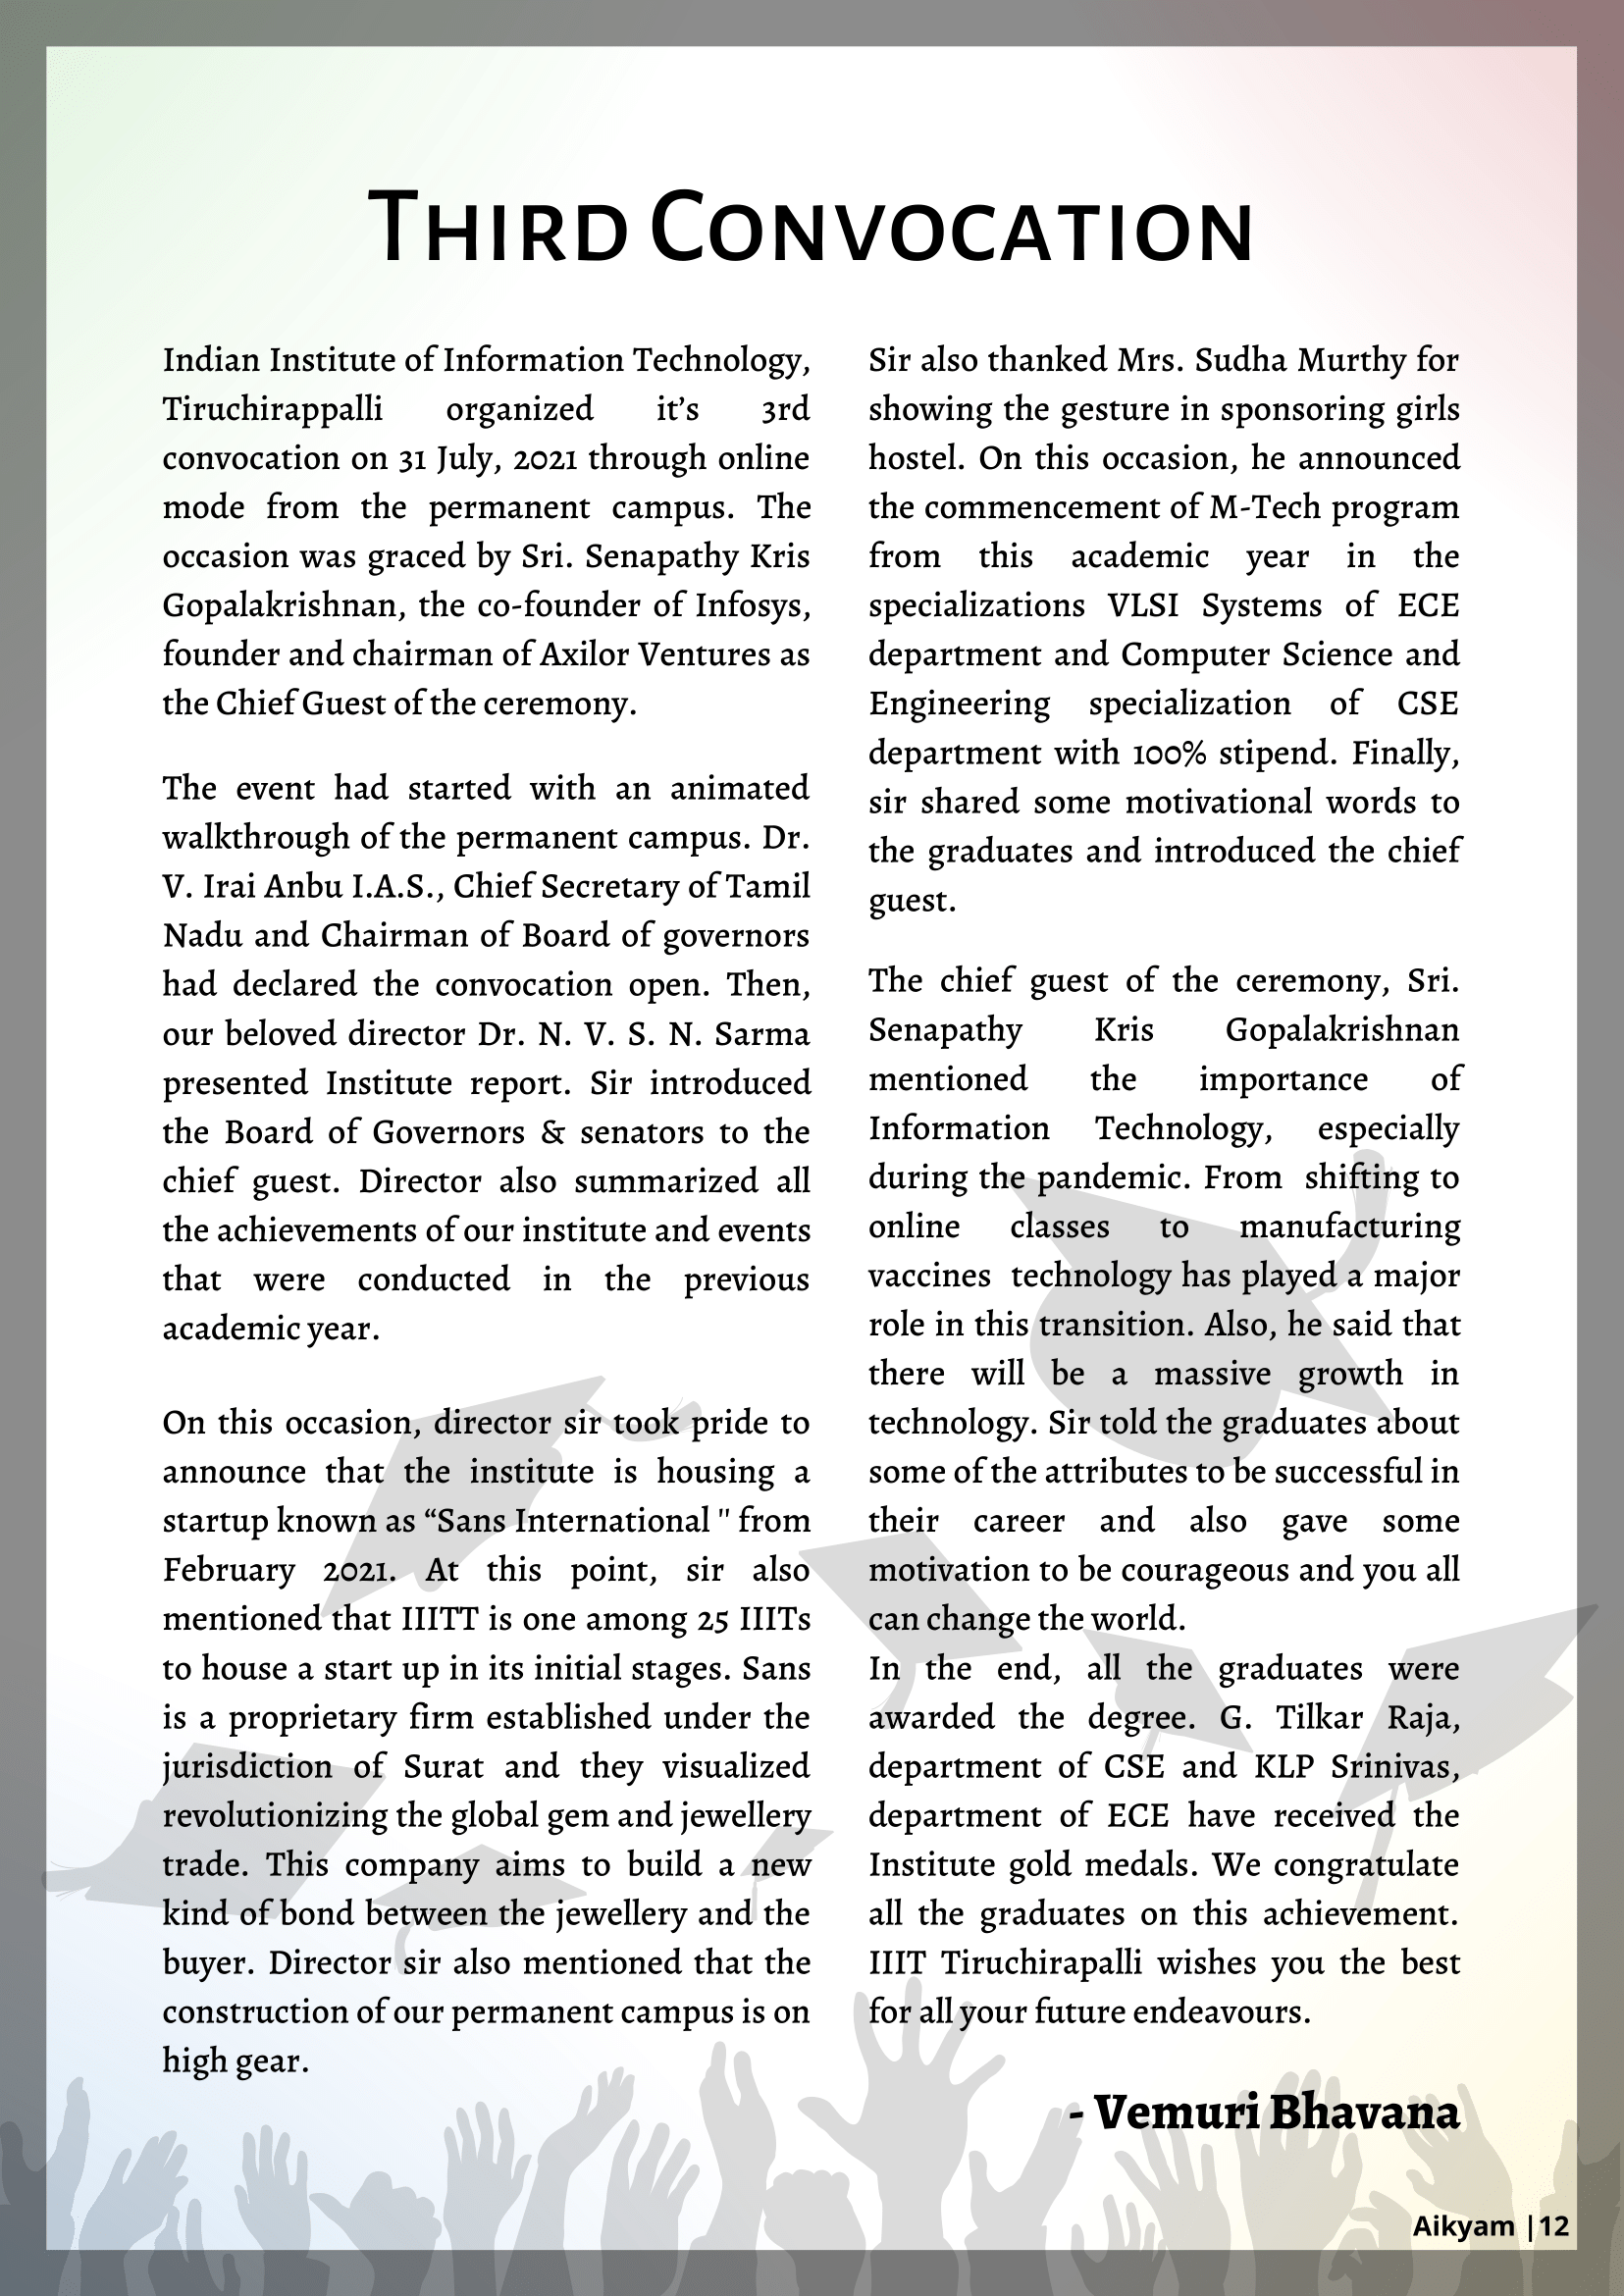 Third Convocation
Indian Institute of Information Technology,
Tiruchirappalli organized it’s 3rd
convocation on 31 July, 2021 through online
mode from the permanent campus. The
occasion was graced by Sri. Senapathy Kris
Gopalakrishnan, the co-founder of Infosys,
founder and chairman of Axilor Ventures as
the Chief Guest of the ceremony.
The event had started with an animated
walkthrough of the permanent campus. Dr.
V. Irai Anbu I.A.S., Chief Secretary of Tamil
Nadu and Chairman of Board of governors
had declared the convocation open. Then,
our beloved director Dr. N. V. S. N. Sarma
presented Institute report. Sir introduced
the Board of Governors & senators to the
chief guest. Director also summarized all
the achievements of our institute and events
that were conducted in the previous
academic year.
On this occasion, director sir took pride to
announce that the institute is housing a
startup known as “Sans International " from
February 2021. At this point, sir also
mentioned that IIITT is one among 25 IIITs
to house a start up in its initial stages. Sans
is a proprietary firm established under the
jurisdiction of Surat and they visualized
revolutionizing the global gem and jewellery
trade. This company aims to build a new
kind of bond between the jewellery and the
buyer. Director sir also mentioned that the
construction of our permanent campus is on
high gear.
Sir also thanked Mrs. Sudha Murthy for
showing the gesture in sponsoring girls
hostel. On this occasion, he announced
the commencement of M-Tech program
from this academic year in the
specializations VLSI Systems of ECE
department and Computer Science and
Engineering specialization of CSE
department with 100% stipend. Finally,
sir shared some motivational words to
the graduates and introduced the chief
guest.
The chief guest of the ceremony, Sri.
Senapathy Kris Gopalakrishnan
mentioned the importance of
Information Technology, especially
during the pandemic. From shifting to
online classes to manufacturing
vaccines technology has played a major
role in this transition. Also, he said that
there will be a massive growth in
technology. Sir told the graduates about
some of the attributes to be successful in
their career and also gave some
motivation to be courageous and you all
can change the world.
In the end, all the graduates were
awarded the degree. G. Tilkar Raja,
department of CSE and KLP Srinivas,
department of ECE have received the
Institute gold medals. We congratulate
all the graduates on this achievement.
IIIT Tiruchirapalli wishes you the best
for all your future endeavours.
- Vemuri Bhavana
Aikyam |12